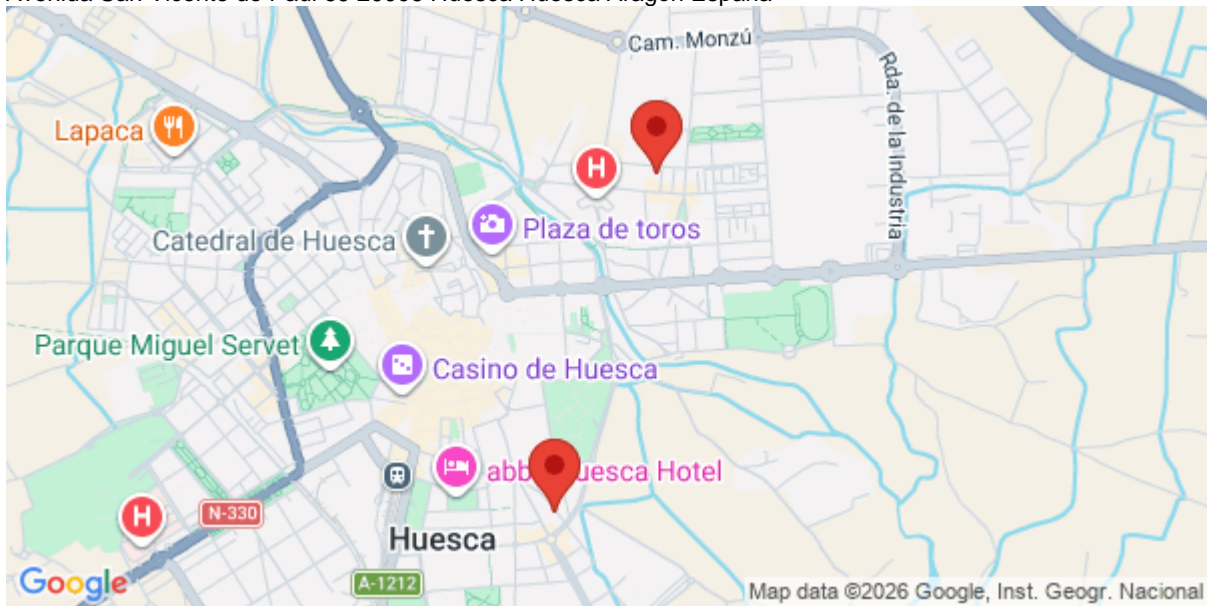 Cam. Monzú
Rda. de la Industria
Lapaca
H
Plaza de toros
Catedral de Huesca
Parque Miguel Servet
Casino de Huesca
Huesca Hotel
H
N-330
Huesca
A-1212
Google
Map data ©2026 Google, Inst. Geogr. Nacional